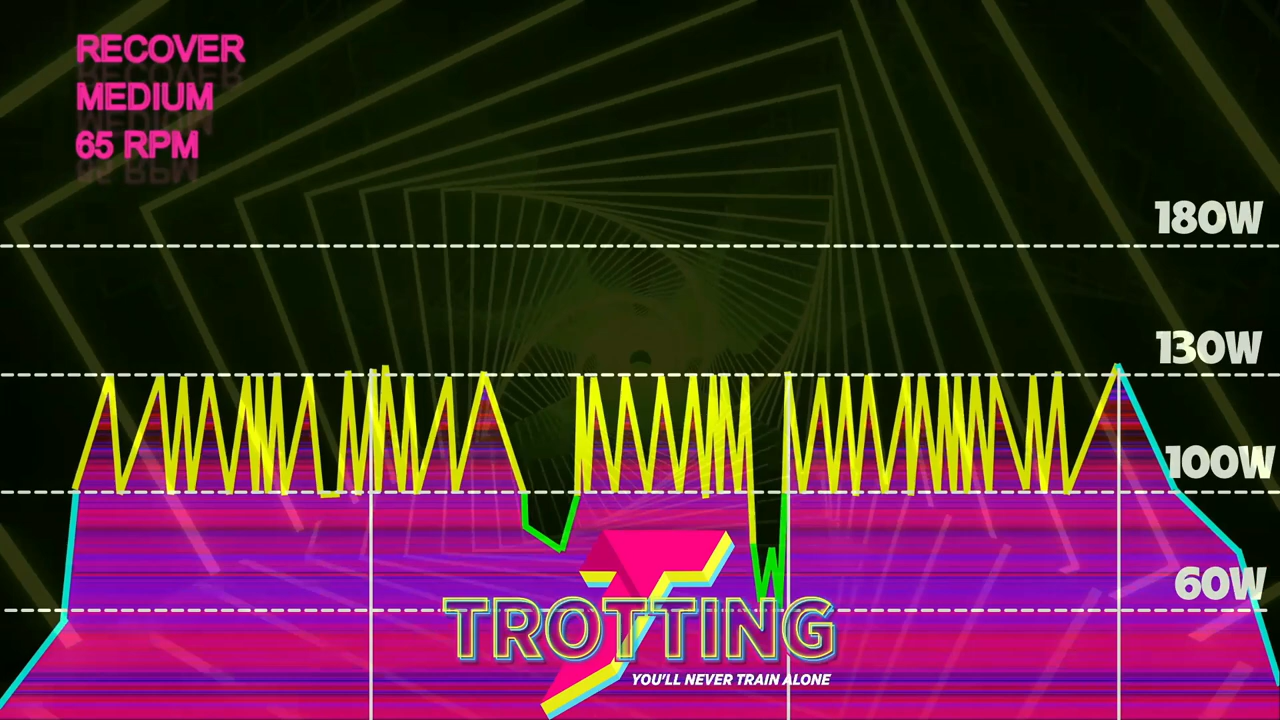 RECOVER
MEDIUM
65 RPM
180W
130W
100W
60W
TROTTING
YOU'LL NEVER TRAIN ALONE